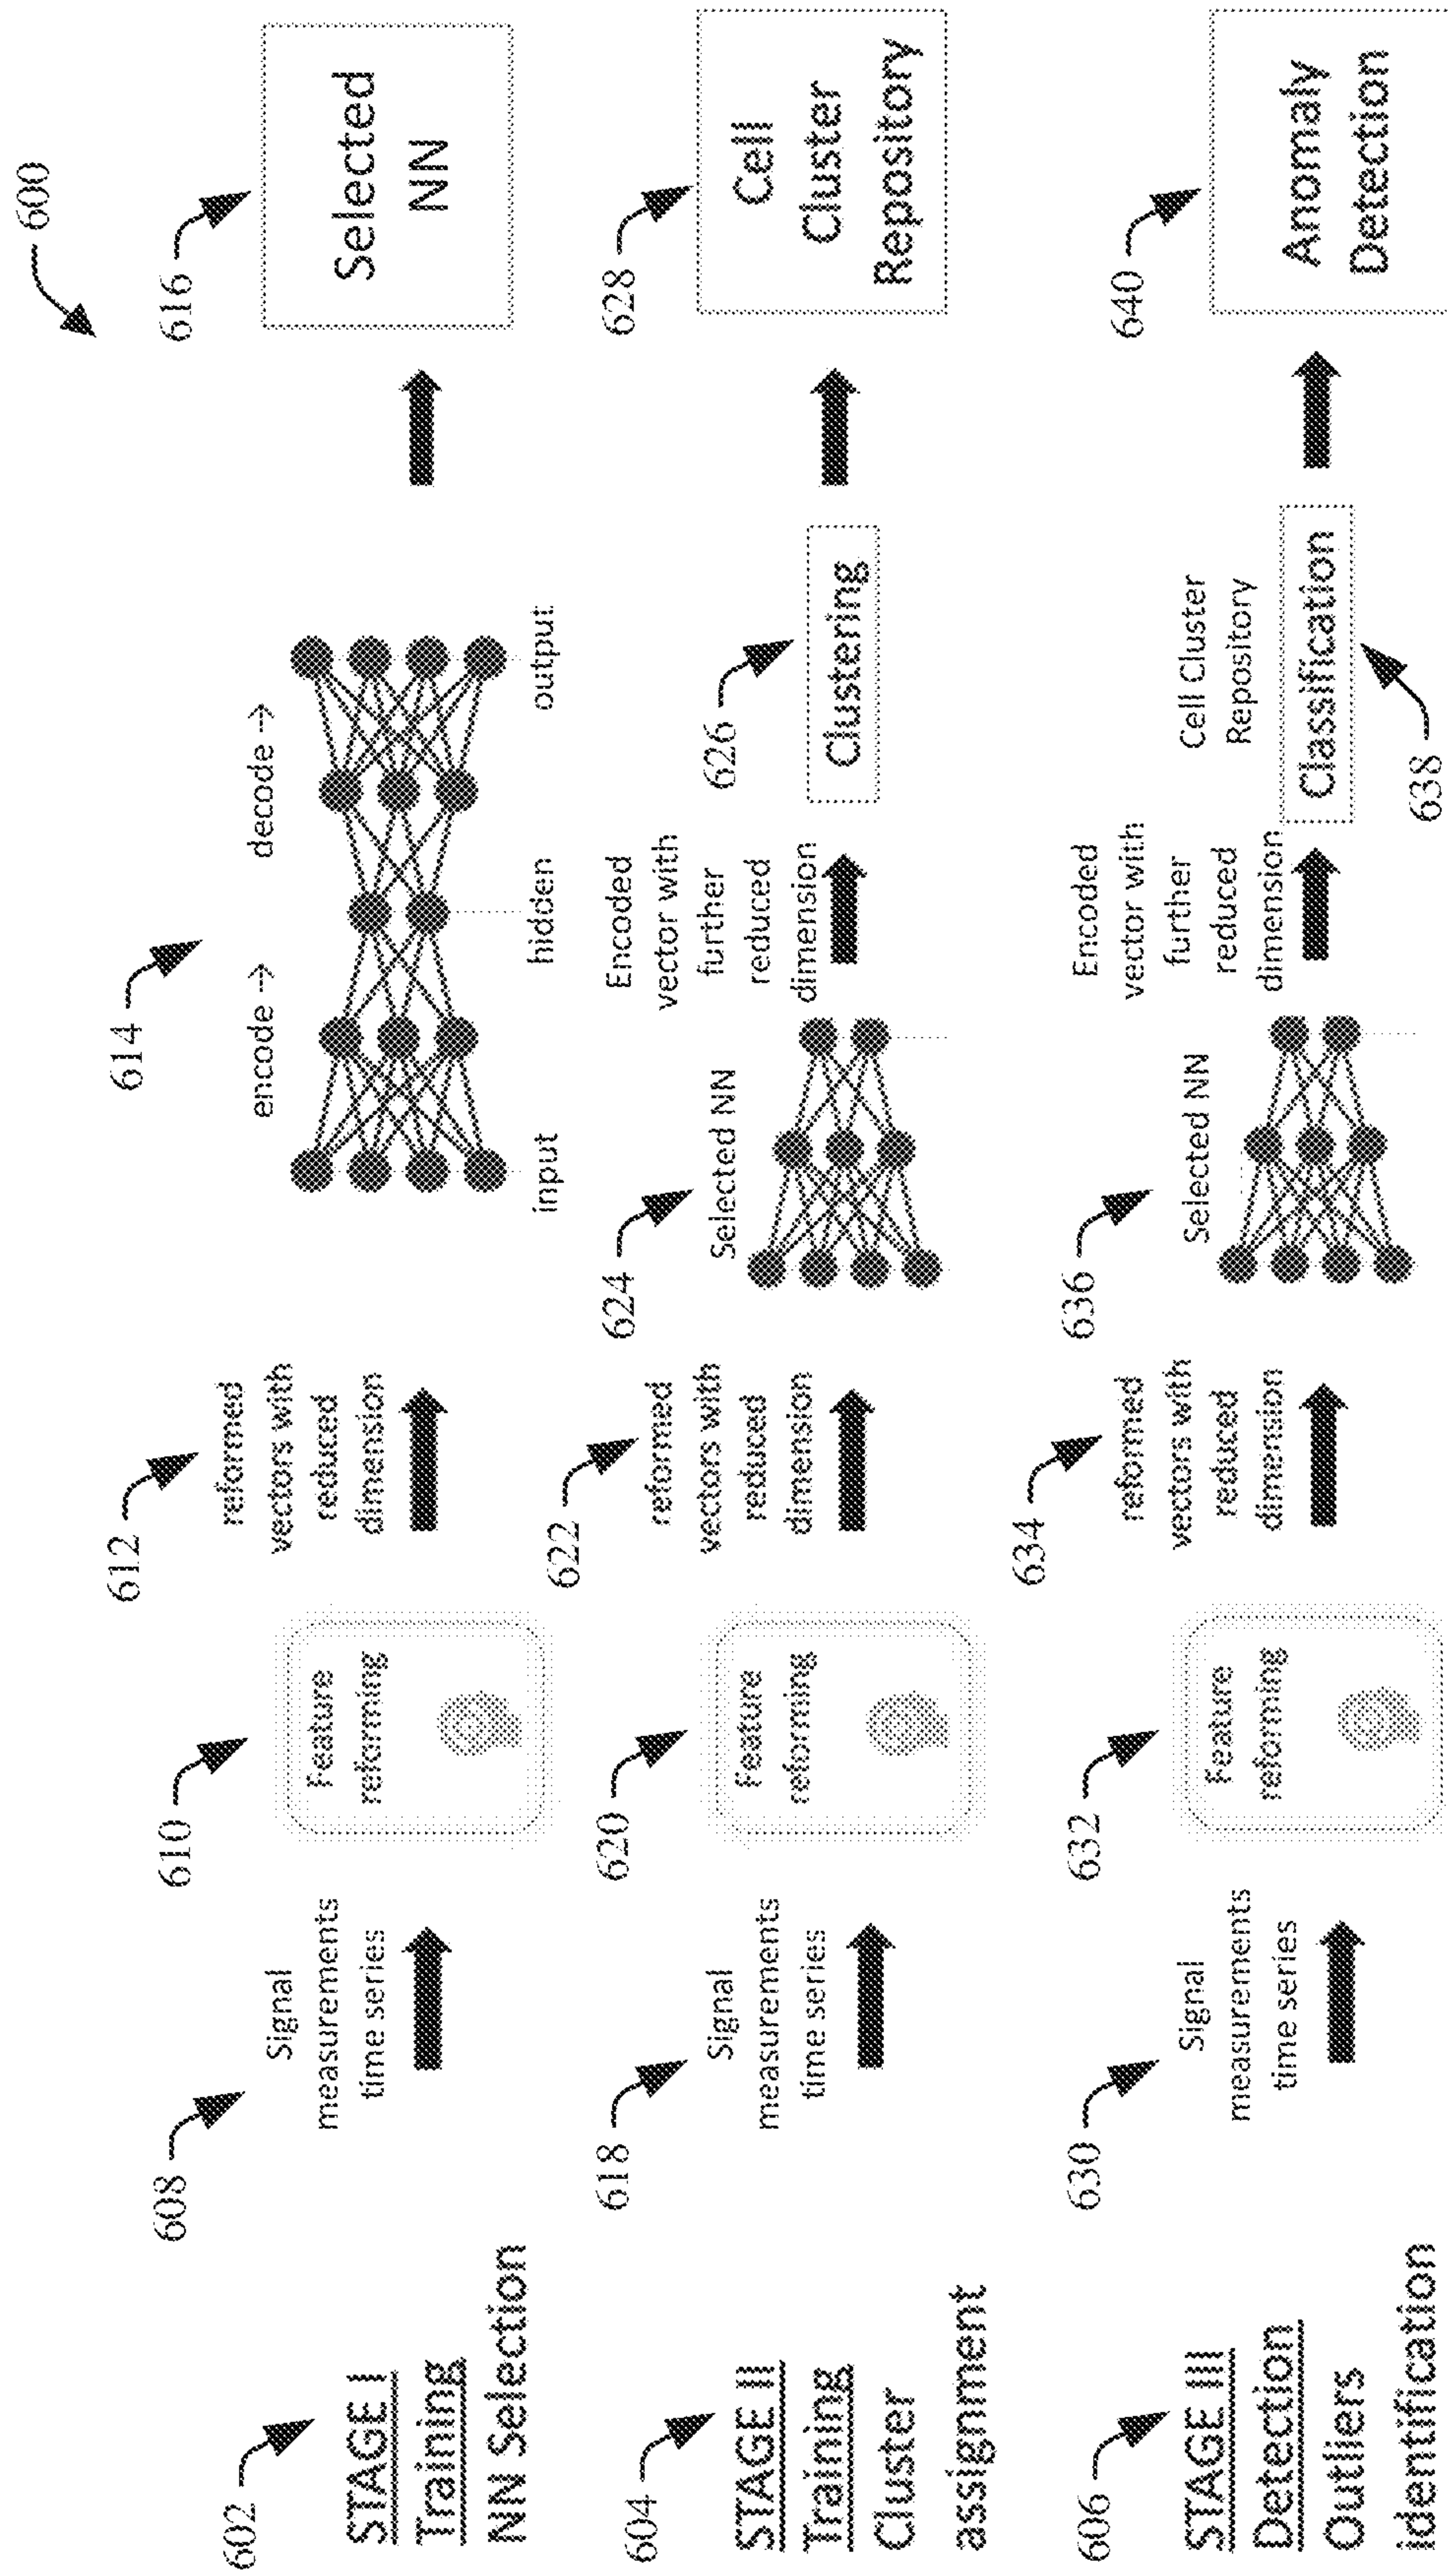 600
602
STAGE I
Training
NN Selection
608
Signal
measurements
time series
610
Feature
reforming
612
reformed
vectors with
reduced
dimension
614
encode →
decode →
input
hidden
output
616
Selected
NN
604
STAGE II
Training
Cluster
assignment
618
Signal
measurements
time series
620
Feature
reforming
622
reformed
vectors with
reduced
dimension
624
Selected NN
Encoded
vector with
further
reduced
dimension
626
Clustering
628
Cell
Cluster
Repository
606
STAGE III
Detection
Outliers
identification
630
Signal
measurements
time series
632
Feature
reforming
634
reformed
vectors with
reduced
dimension
636
Selected NN
Encoded
vector with
further
reduced
dimension
Cell Cluster
Repository
Classification
638
640
Anomaly
Detection